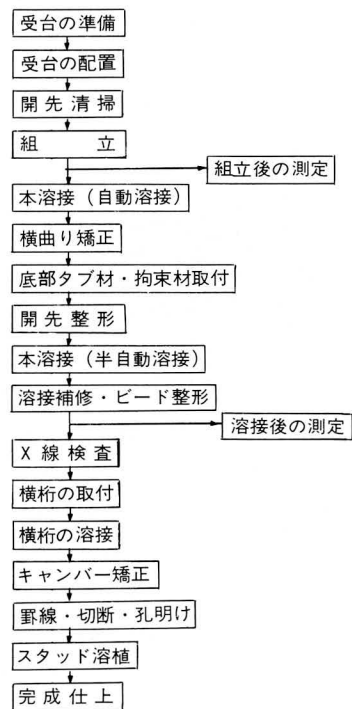 受台の準備
受台の配置
開先清掃
組立
組立後の測定
本溶接（自動溶接）
横曲り矯正
底部タブ材・拘束材取付
開先整形
本溶接（半自動溶接）
溶接補修・ビード整形
溶接後の測定
X線検査
横桁の取付
横桁の溶接
キャンバー矯正
罫線・切断・孔明け
スタッド溶植
完成仕上